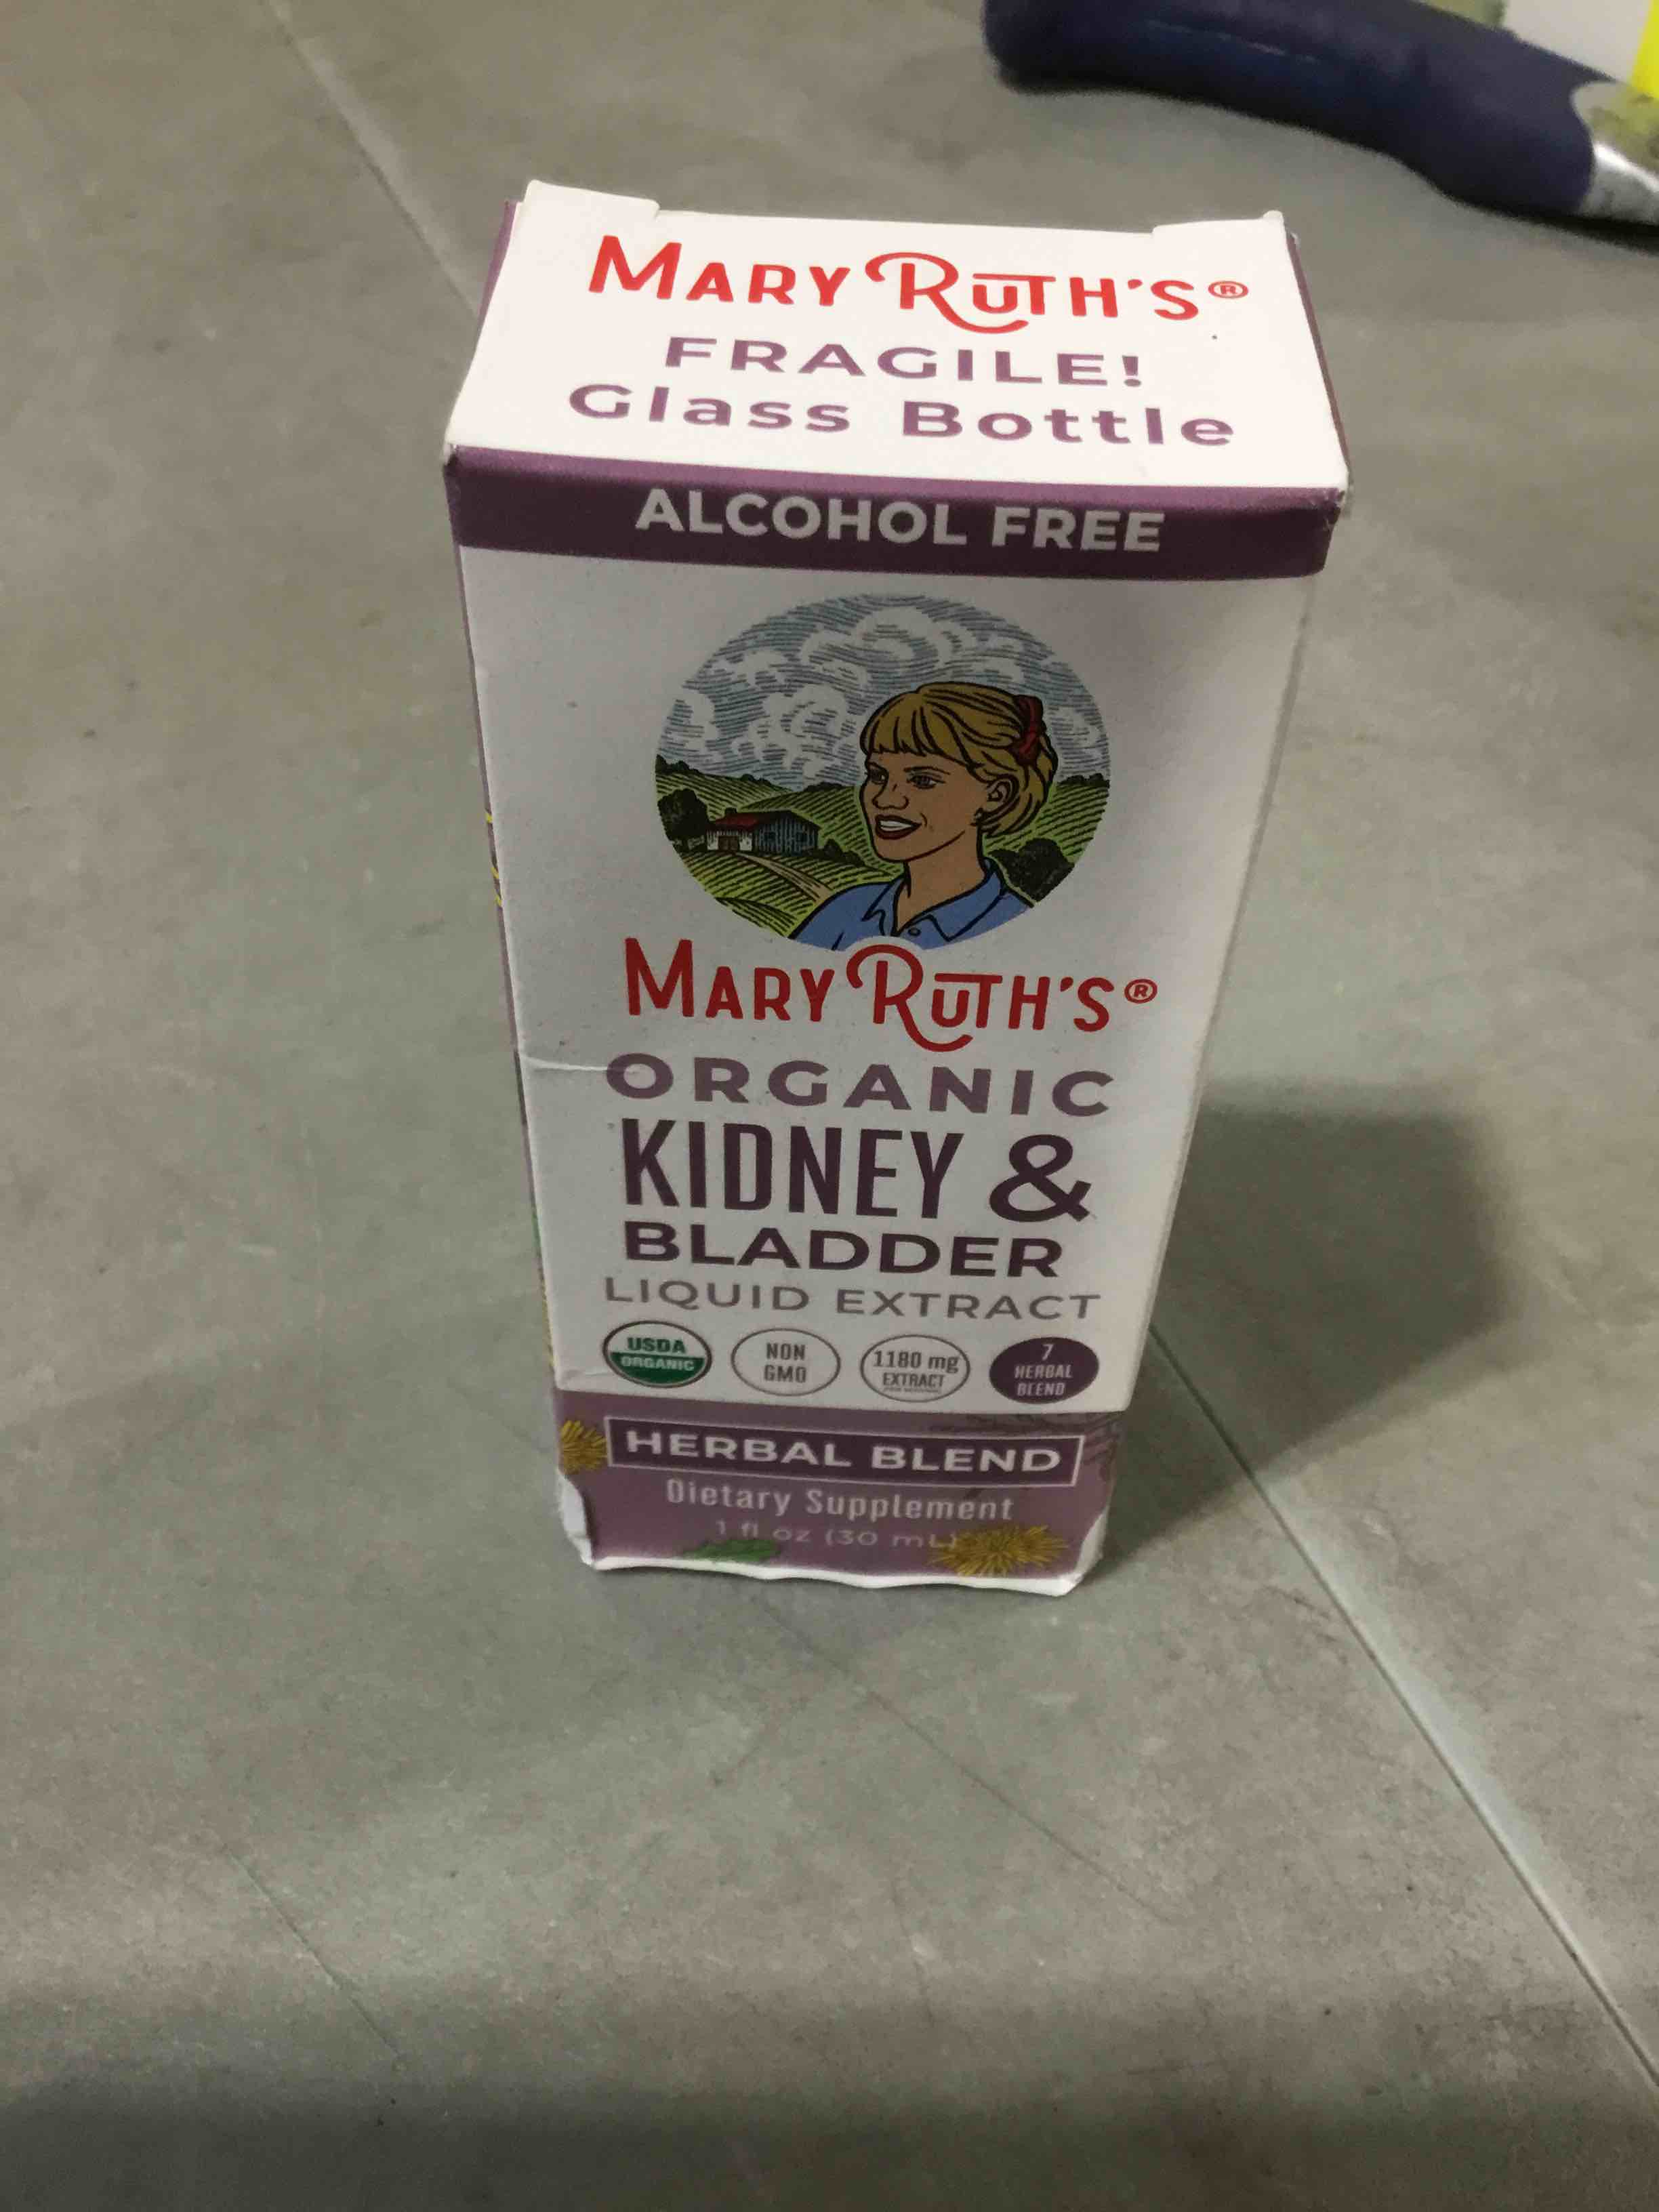 MARY RUTH'S®
FRAGILE!
Glass Bottle
ALCOHOL FREE
MARY RUTH'S®
ORGANIC
KIDNEY &
BLADDER
LIQUID EXTRACT
USDA
ORGANIC
NON
GMO
1180 mg
EXTRACT
7
HERBAL
BLEND
HERBAL BLEND
Dietary Supplement
1 fl oz (30 mL)